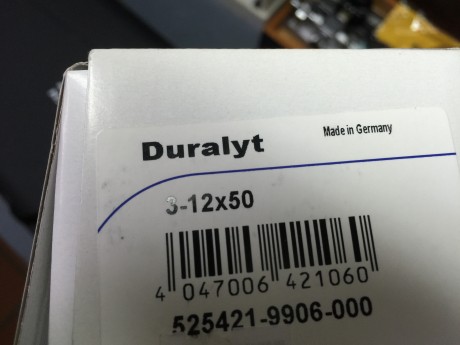 Duralyt
Made in Germany
3-12x50
4 047006 421060
525421-9906-000